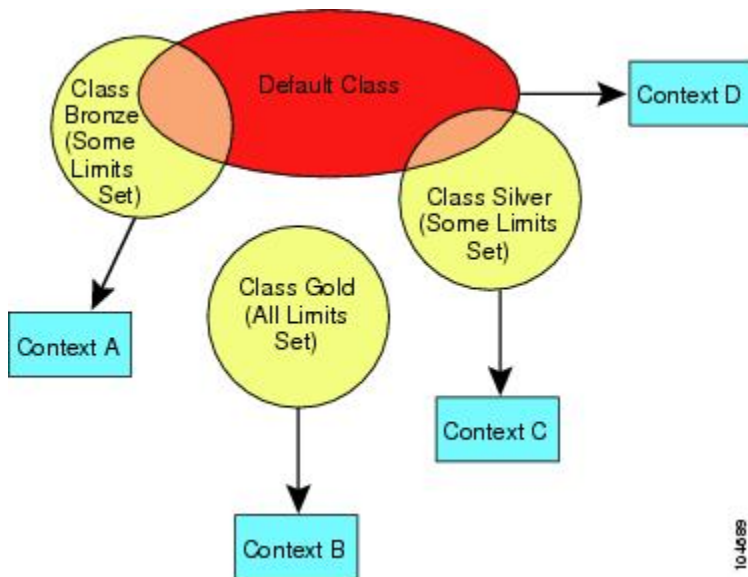 Default Class
Class
Bronze
(Some
Limits
Set)
Context D
Class Silver
(Some Limits
Set)
Class Gold
(All Limits
Set)
Context A
Context C
Context B
104689